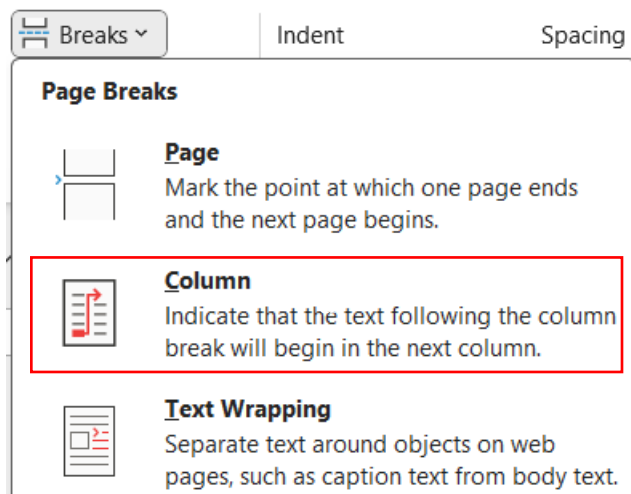 Breaks
Indent
Spacing
Page Breaks
Page
Mark the point at which one page ends
and the next page begins.
Column
Indicate that the text following the column
break will begin in the next column.
Text Wrapping
Separate text around objects on web
pages, such as caption text from body text.